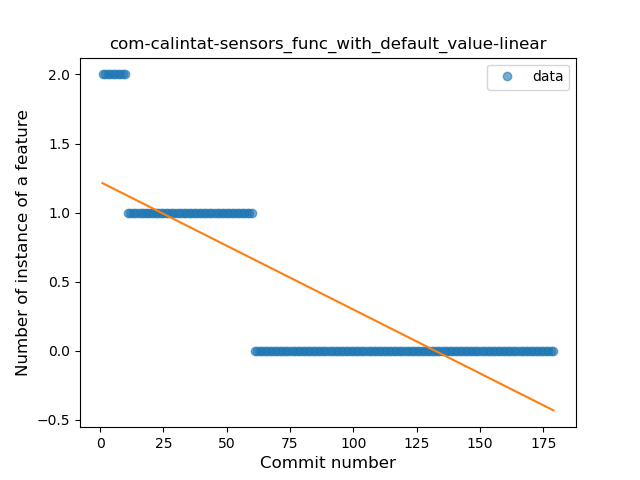 com-calintat-sensors_func_with_default_value-linear
data
Number of instance of a feature
2.0
1.5
1.0
0.5
0.0
−0.5
0 25 50 75 100 125 150 175
Commit number